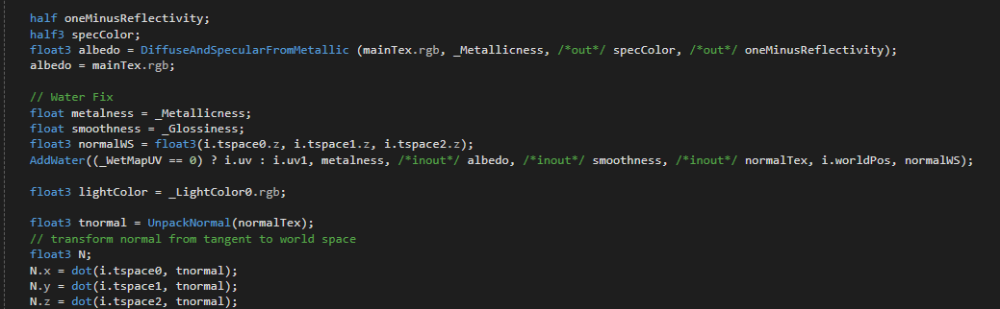 half oneMinusReflectivity;
half3 specColor;
float3 albedo = DiffuseAndSpecularFromMetallic (mainTex.rgb, _Metallicness, /*out*/ specColor, /*out*/ oneMinusReflectivity);
albedo = mainTex.rgb;
// Water Fix
float metalness = _Metallicness;
float smoothness = _Glossiness;
float3 normalWS = float3(i.tspace0.z, i.tspace1.z, i.tspace2.z);
AddWater((_WetMapUV == 0) ? i.uv : i.uv1, metalness, /*inout*/ albedo, /*inout*/ smoothness, /*inout*/ normalTex, i.worldPos, normalWS);
float3 lightColor = _LightColor0.rgb;
float3 tnormal = UnpackNormal(normalTex);
// transform normal from tangent to world space
float3 N;
N.x = dot(i.tspace0, tnormal);
N.y = dot(i.tspace1, tnormal);
N.z = dot(i.tspace2, tnormal);